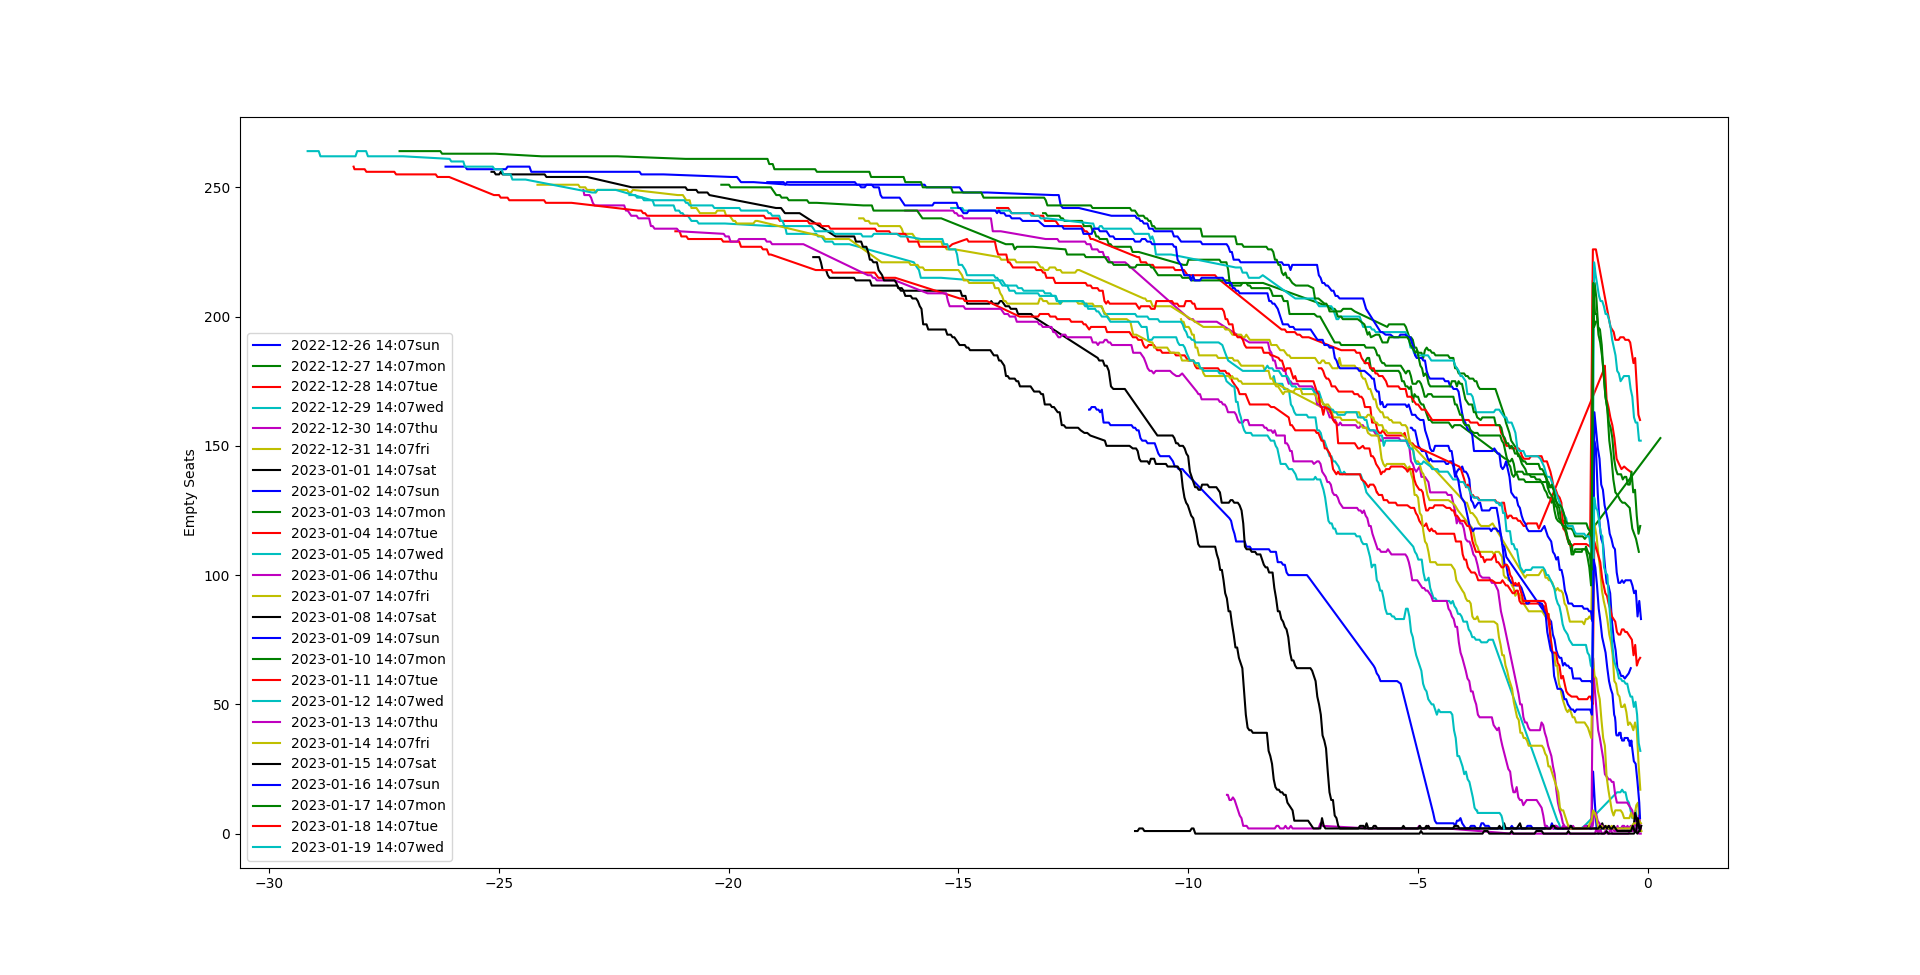 250
200
150
100
50
0
Empty Seats
2022-12-26 14:07sun
2022-12-27 14:07mon
2022-12-28 14:07tue
2022-12-29 14:07wed
2022-12-30 14:07thu
2022-12-31 14:07fri
2023-01-01 14:07sat
2023-01-02 14:07sun
2023-01-03 14:07mon
2023-01-04 14:07tue
2023-01-05 14:07wed
2023-01-06 14:07thu
2023-01-07 14:07fri
2023-01-08 14:07sat
2023-01-09 14:07sun
2023-01-10 14:07mon
2023-01-11 14:07tue
2023-01-12 14:07wed
2023-01-13 14:07thu
2023-01-14 14:07fri
2023-01-15 14:07sat
2023-01-16 14:07sun
2023-01-17 14:07mon
2023-01-18 14:07tue
2023-01-19 14:07wed
−30 −25 −20 −15 −10 −5 0